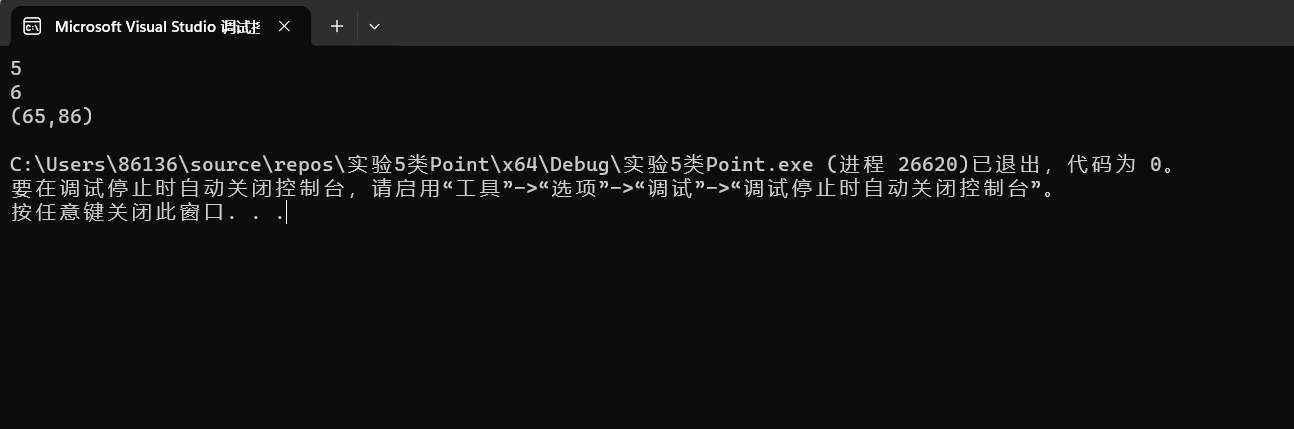 Microsoft Visual Studio 调试
5
6
(65,86)
C:\Users\86136\source\repos\实验5类Point\x64\Debug\实验5类Point.exe (进程 26620)已退出，代码为 0。
要在调试停止时自动关闭控制台，请启用“工具”->“选项”->“调试”->“调试停止时自动关闭控制台”。
按任意键关闭此窗口. . .